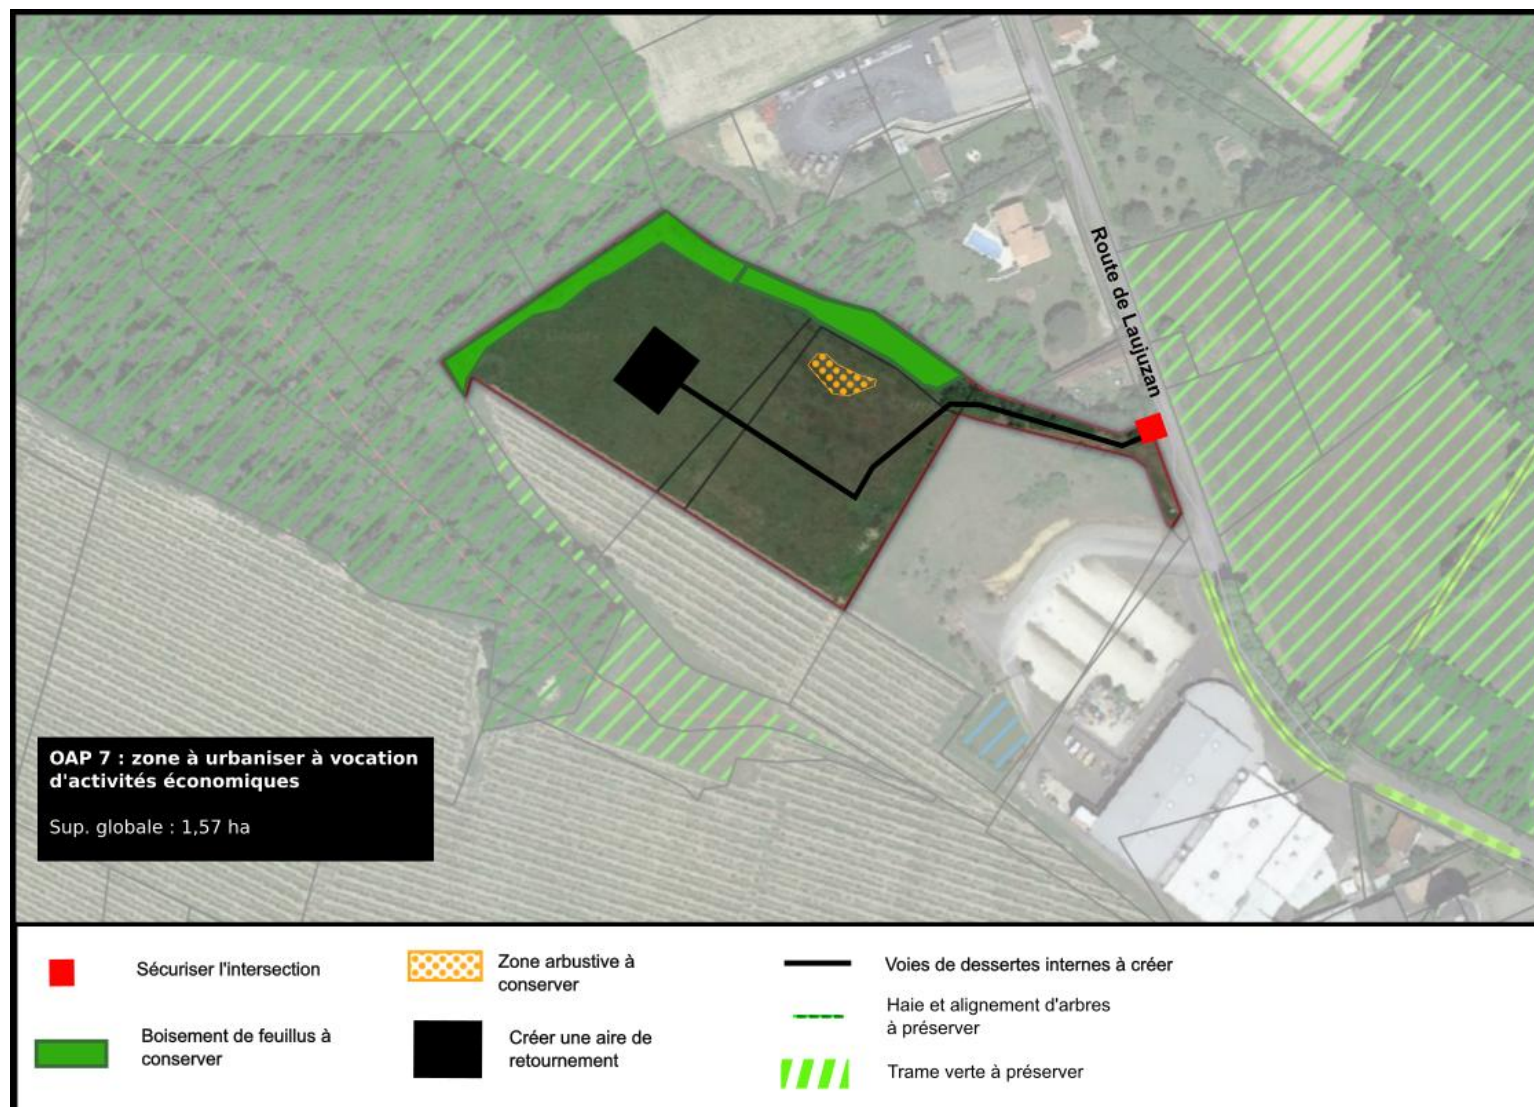 Route de Laujuzan
OAP 7 : zone à urbaniser à vocation
d'activités économiques
Sup. globale : 1,57 ha
Sécuriser l'intersection
Boisement de feuillus à
conserver
Zone arbustive à
conserver
Créer une aire de
retournement
Voies de dessertes internes à créer
Haie et alignement d'arbres
à préserver
Trame verte à préserver